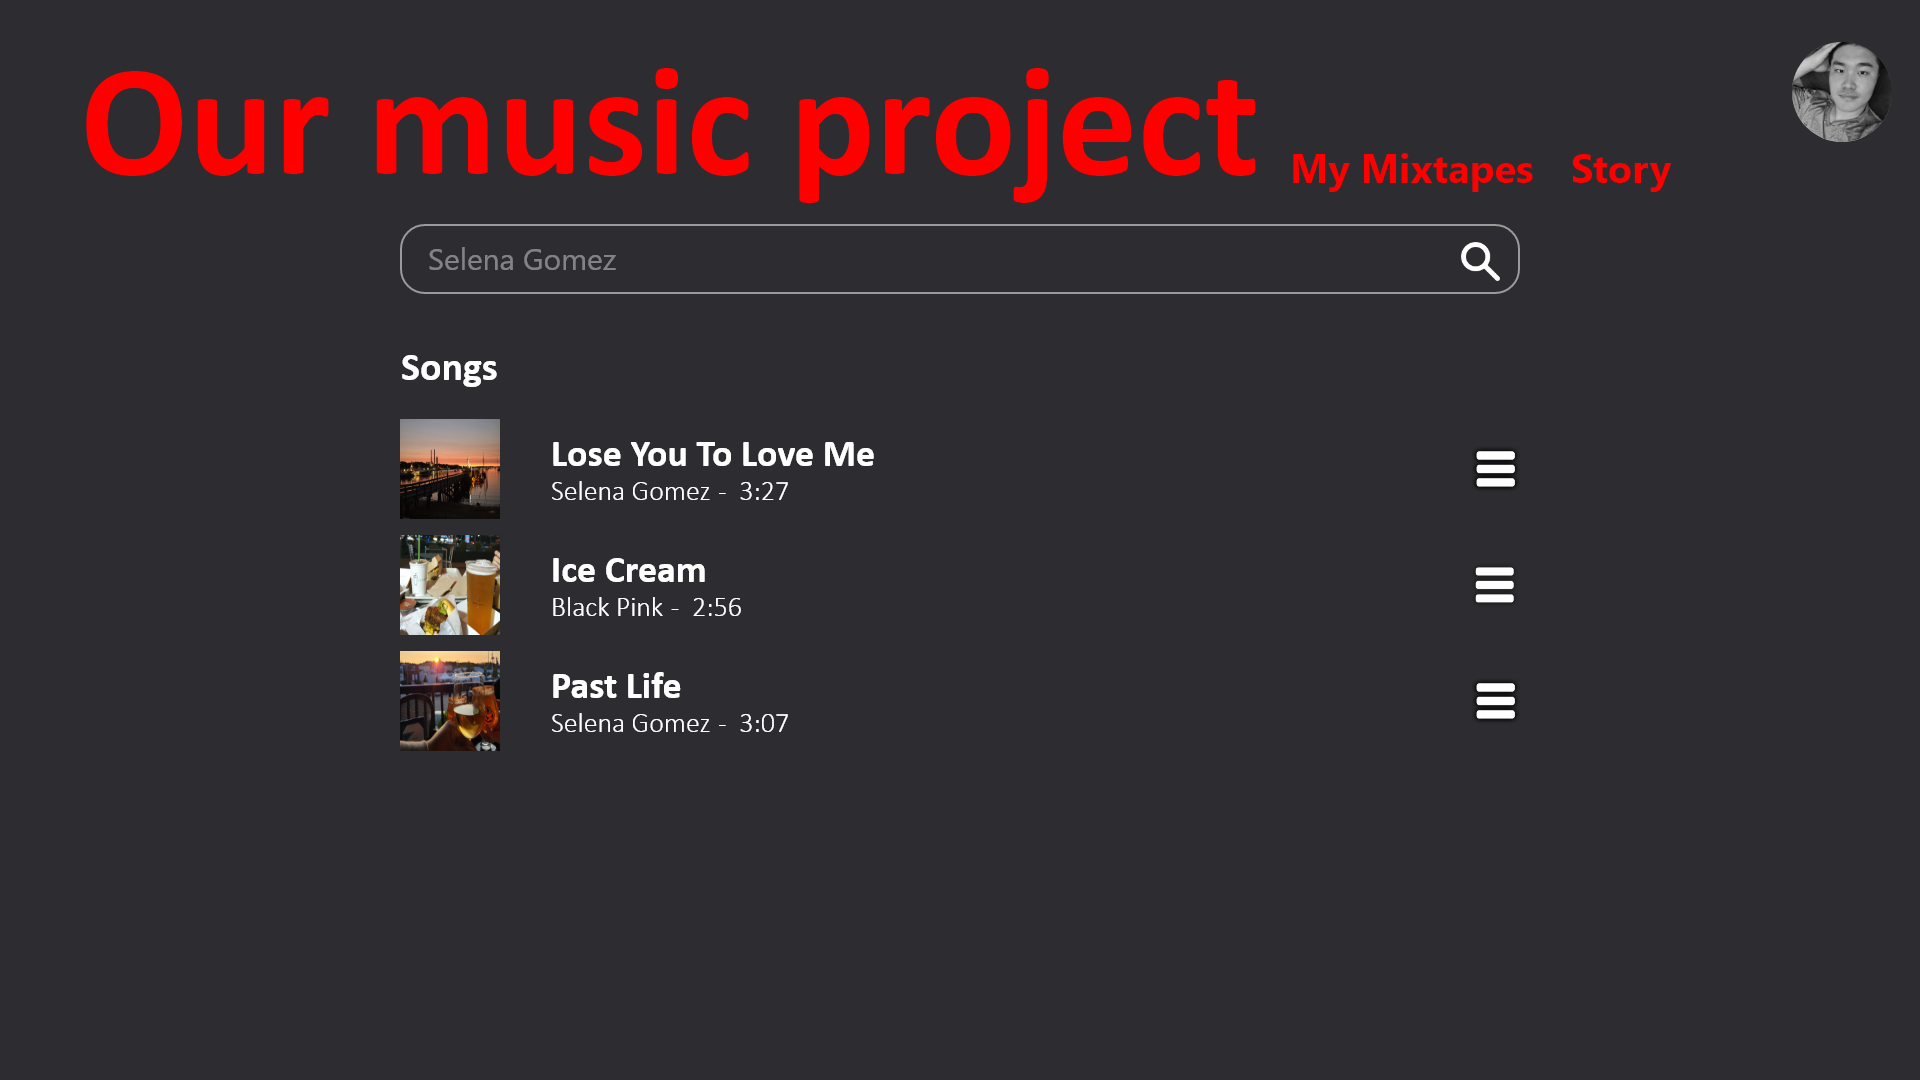 Our music project
My Mixtapes
Story
Selena Gomez
Songs
Lose You To Love Me
Selena Gomez - 3:27
Ice Cream
Black Pink - 2:56
Past Life
Selena Gomez - 3:07